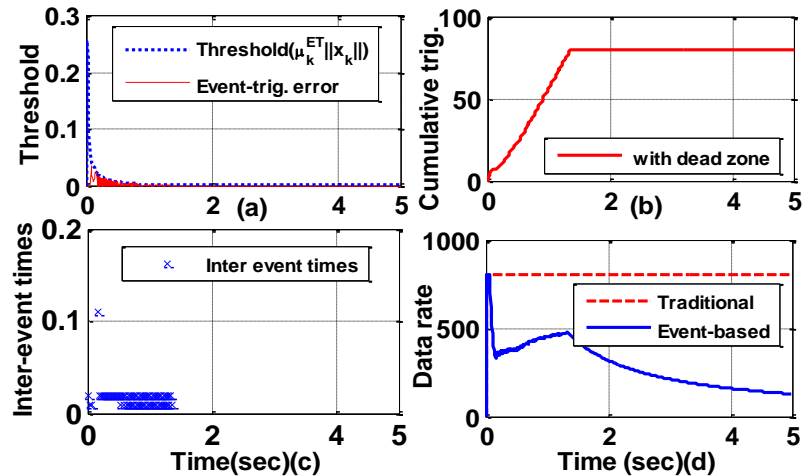 0.3
0.2
0.1
0
Threshold
Threshold(μ_k^ET||x_k||)
Event-trig. error
0 2 (a) 4 5
100
80
50
0
Cumulative trig.
with dead zone
0 2 (b) 4 5
0.2
0.1
0
Inter-event times
Inter event times
0 2 4 5
Time(sec)(c)
1000
500
0
Data rate
Traditional
Event-based
0 2 4 5
Time (sec)(d)